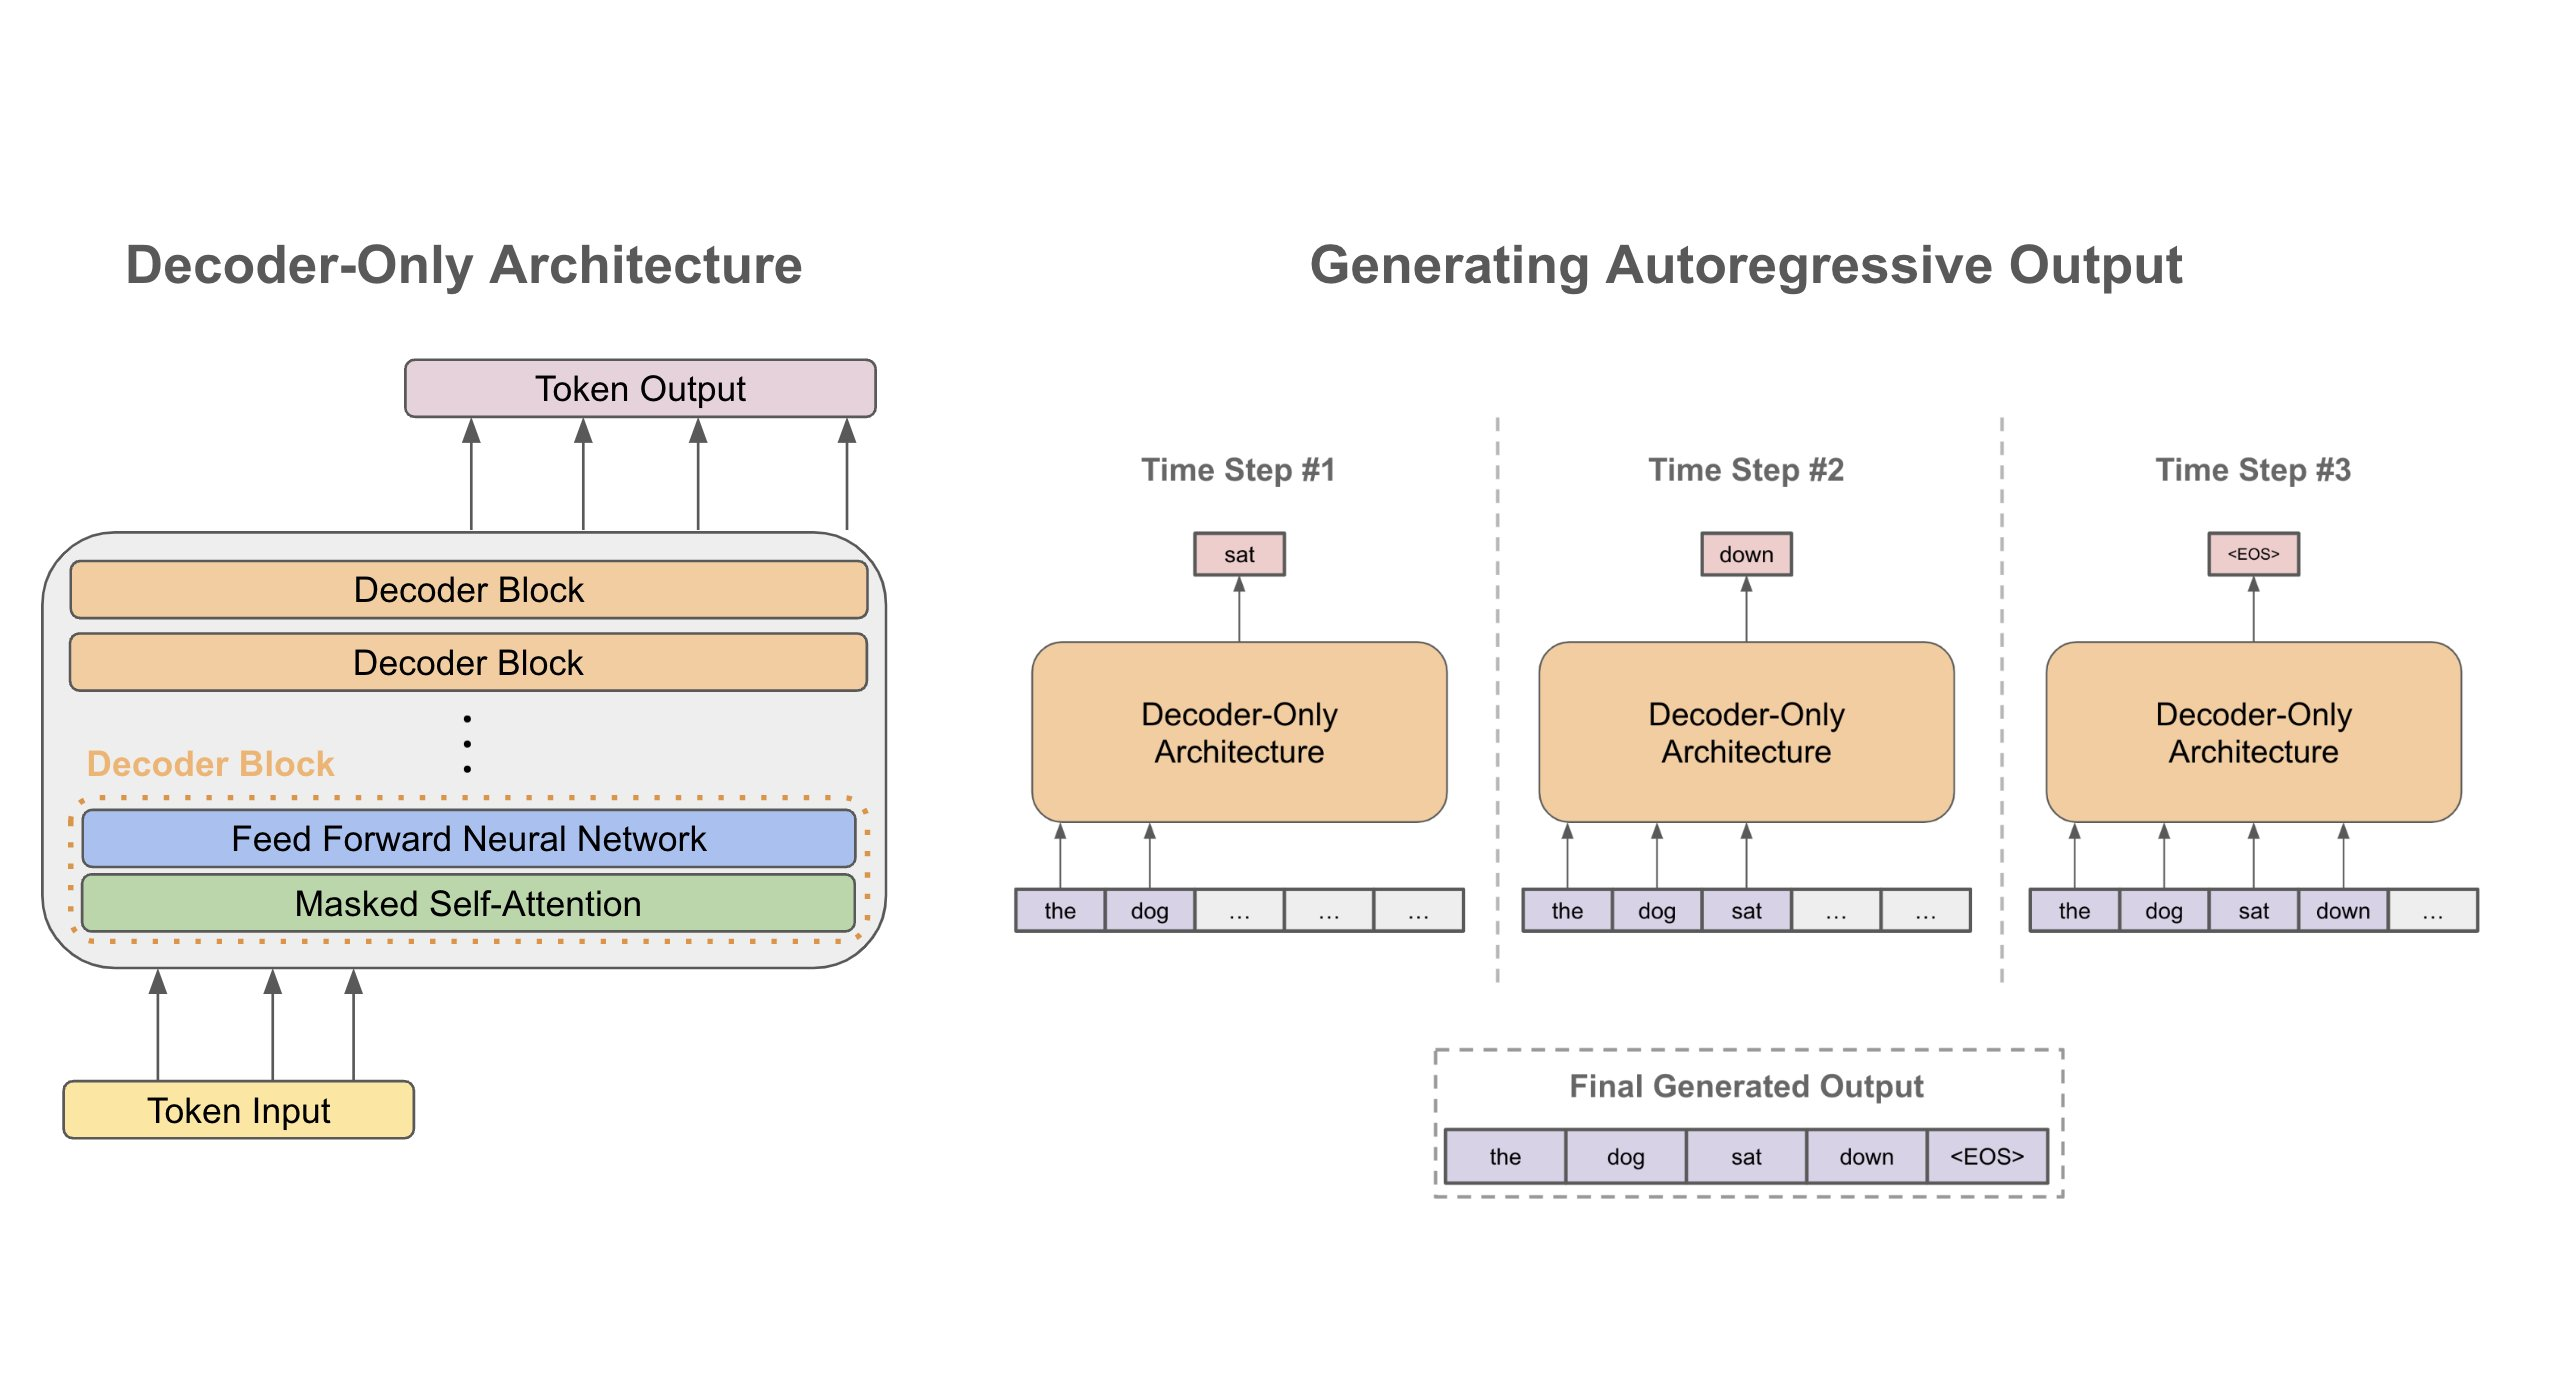 Decoder-Only Architecture
Token Output
Decoder Block
Decoder Block
Decoder Block
Feed Forward Neural Network
Masked Self-Attention
Token Input
Generating Autoregressive Output
Time Step #1
sat
Decoder-Only
Architecture
the dog ... ... ...
Time Step #2
down
Decoder-Only
Architecture
the dog sat ... ...
Time Step #3
<EOS>
Decoder-Only
Architecture
the dog sat down ...
Final Generated Output
the dog sat down <EOS>